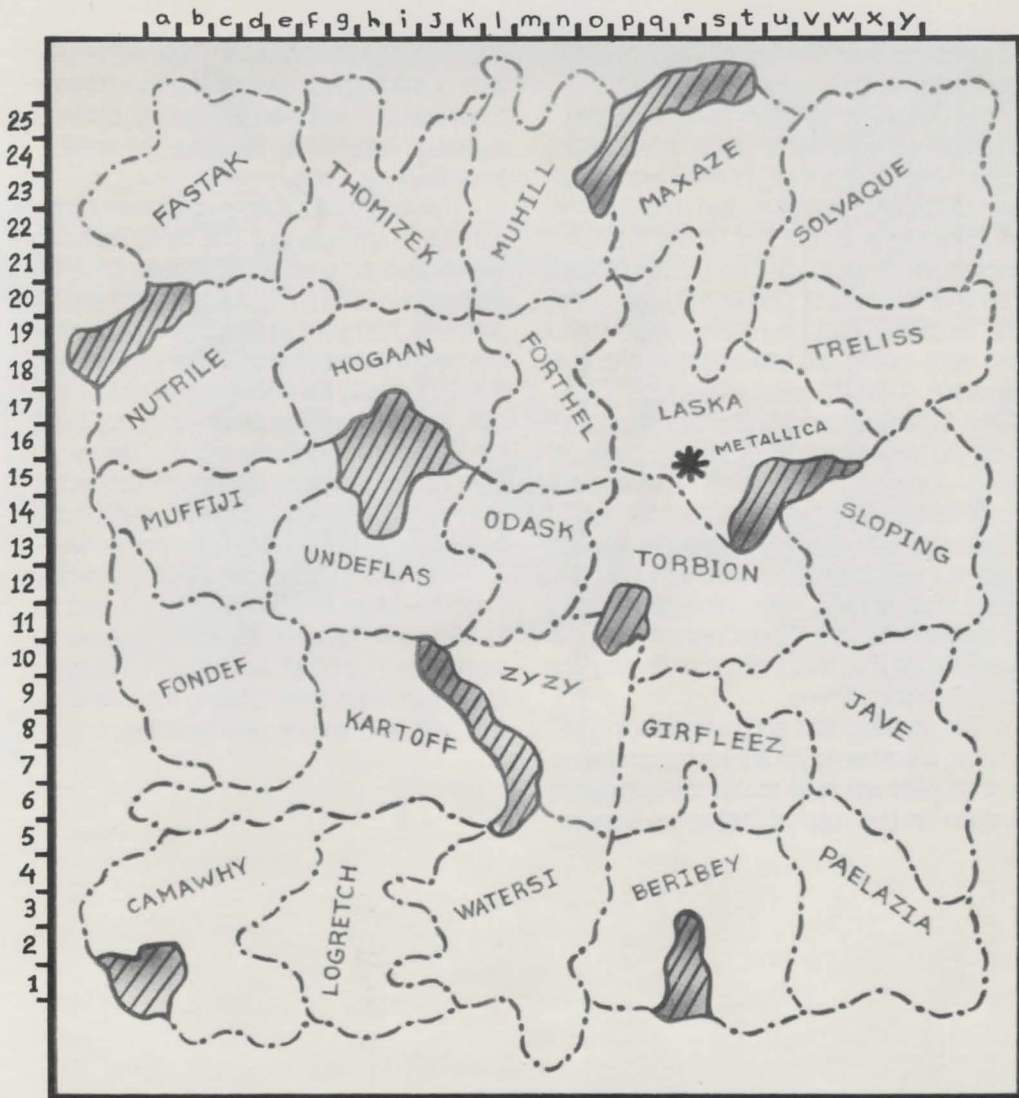 a b c d e f g h i J k l m n o p q r s t u v w x y
25
24
23
22
21
20
19
18
17
16
15
14
13
12
11
10
9
8
7
6
5
4
3
2
1
FASTAK
THOMIZEK
MUHILL
MAXAZE
SOLVAQUE
NUTRILE
HOGAAN
FORTHEL
TRELISS
LASKA
METALLICA
MUFFIJI
ODASK
SLOPING
UNDEFLAS
TORBION
FONDEF
ZYZY
KARTOFF
GIRFLEEZ
JAVE
CAMAWHY
LOGRETCH
WATERSI
BERIBEY
PAELAZIA